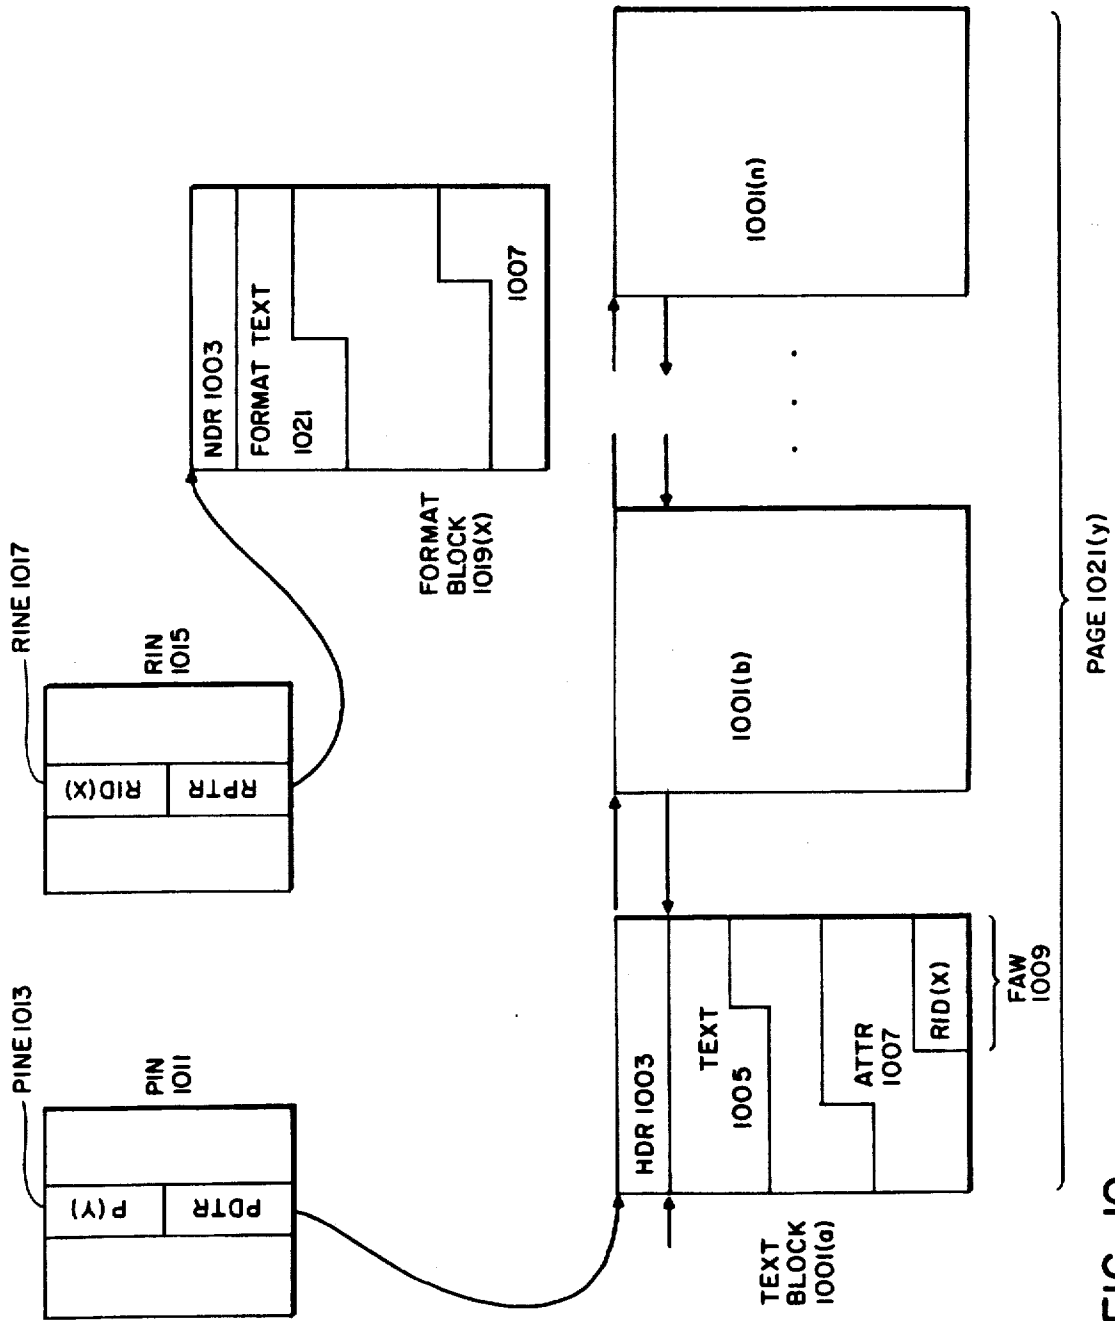 PINE 1013
PIN
1011
P(Y)
PDTR
RINE 1017
RIN
1015
RID(X)
RPTR
NDR 1003
FORMAT TEXT
1021
1007
FORMAT
BLOCK
1019(X)
HDR 1003
TEXT
1005
ATTR
1007
RID(X)
TEXT
BLOCK
1001(a)
FAW
1009
1001(b)
. . .
1001(n)
PAGE 1021(y)